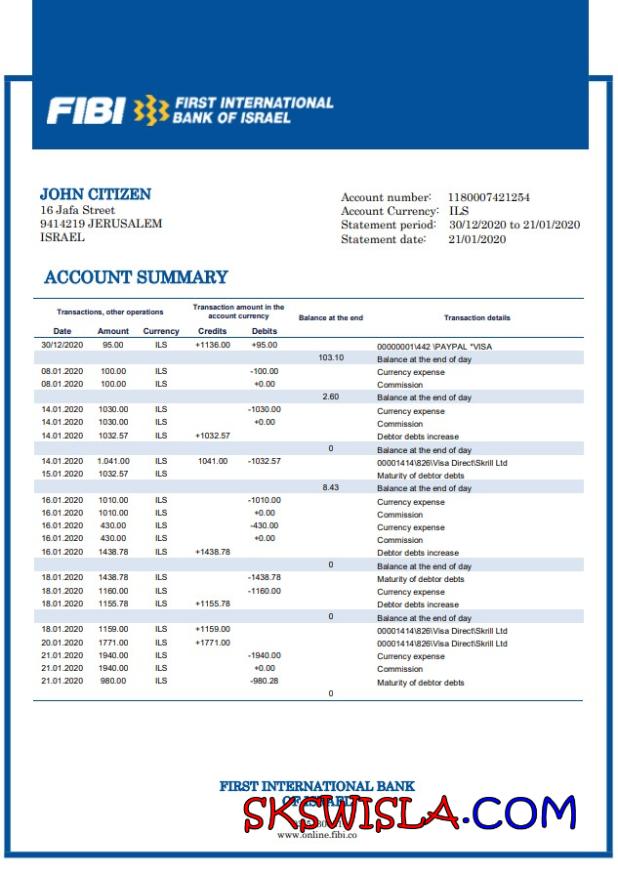 FIBI FIRST INTERNATIONAL
BANK OF ISRAEL
JOHN CITIZEN
16 Jafa Street
9414219 JERUSALEM
ISRAEL
Account number: 1180007421254
Account Currency: ILS
Statement period: 30/12/2020 to 21/01/2020
Statement date: 21/01/2020
ACCOUNT SUMMARY
Transactions, other operations Transaction amount in the account currency Balance at the end Transaction details
Date Amount Currency Credits Debits
30/12/2020 95.00 ILS +1136.00 +95.00 00000001\442 \PAYPAL "VISA
103.10 Balance at the end of day
08.01.2020 100.00 ILS -100.00 Currency expense
08.01.2020 100.00 ILS +0.00 Commission
2.60 Balance at the end of day
14.01.2020 1030.00 ILS -1030.00 Currency expense
14.01.2020 1030.00 ILS +0.00 Commission
14.01.2020 1032.57 ILS +1032.57 Debtor debts increase
0 Balance at the end of day
14.01.2020 1.041.00 ILS 1041.00 -1032.57 00001414\826\Visa Direct\Skrill Ltd
15.01.2020 1032.57 ILS Maturity of debtor debts
8.43 Balance at the end of day
16.01.2020 1010.00 ILS -1010.00 Currency expense
16.01.2020 1010.00 ILS +0.00 Commission
16.01.2020 430.00 ILS -430.00 Currency expense
16.01.2020 430.00 ILS +0.00 Commission
16.01.2020 1438.78 ILS +1438.78 Debtor debts increase
0 Balance at the end of day
18.01.2020 1438.78 ILS -1438.78 Maturity of debtor debts
18.01.2020 1160.00 ILS -1160.00 Currency expense
18.01.2020 1155.78 ILS +1155.78 Debtor debts increase
0 Balance at the end of day
18.01.2020 1159.00 ILS +1159.00 00001414\826\Visa Direct\Skrill Ltd
20.01.2020 1771.00 ILS +1771.00 00001414\826\Visa Direct\Skrill Ltd
21.01.2020 1940.00 ILS -1940.00 Currency expense
21.01.2020 1940.00 ILS +0.00 Commission
21.01.2020 980.00 ILS -980.28 Maturity of debtor debts
0
FIRST INTERNATIONAL BANK
OF ISRAEL
SKSWISLA.COM
www.online.fibi.co